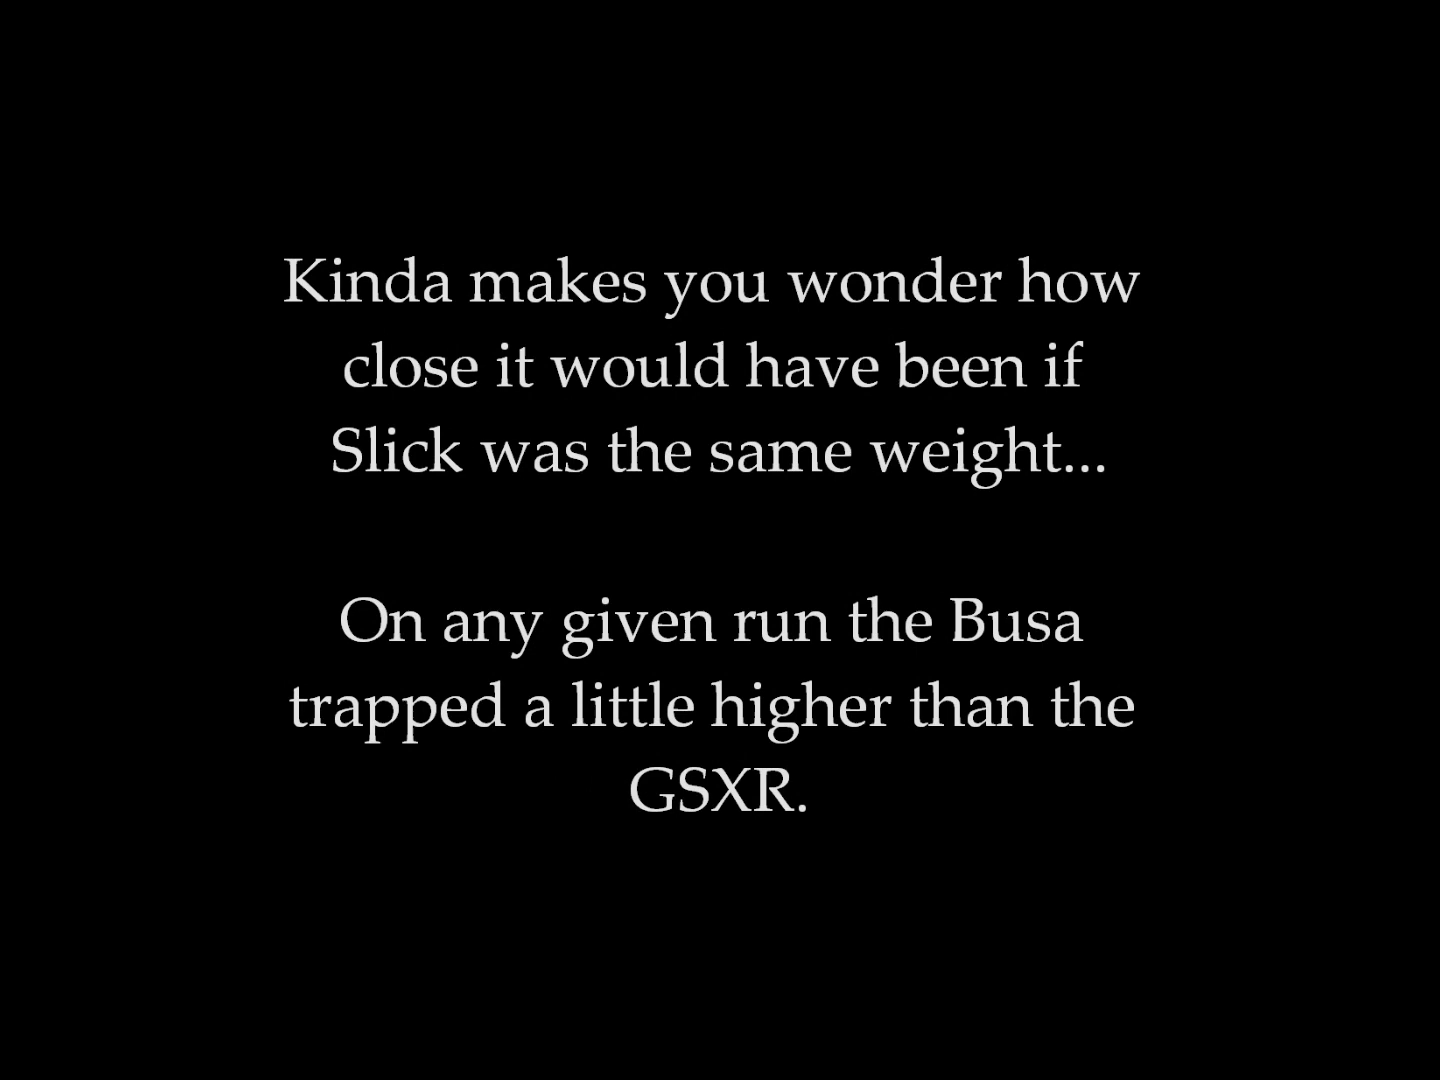 Kinda makes you wonder how
close it would have been if
Slick was the same weight...
On any given run the Busa
trapped a little higher than the
GSXR.